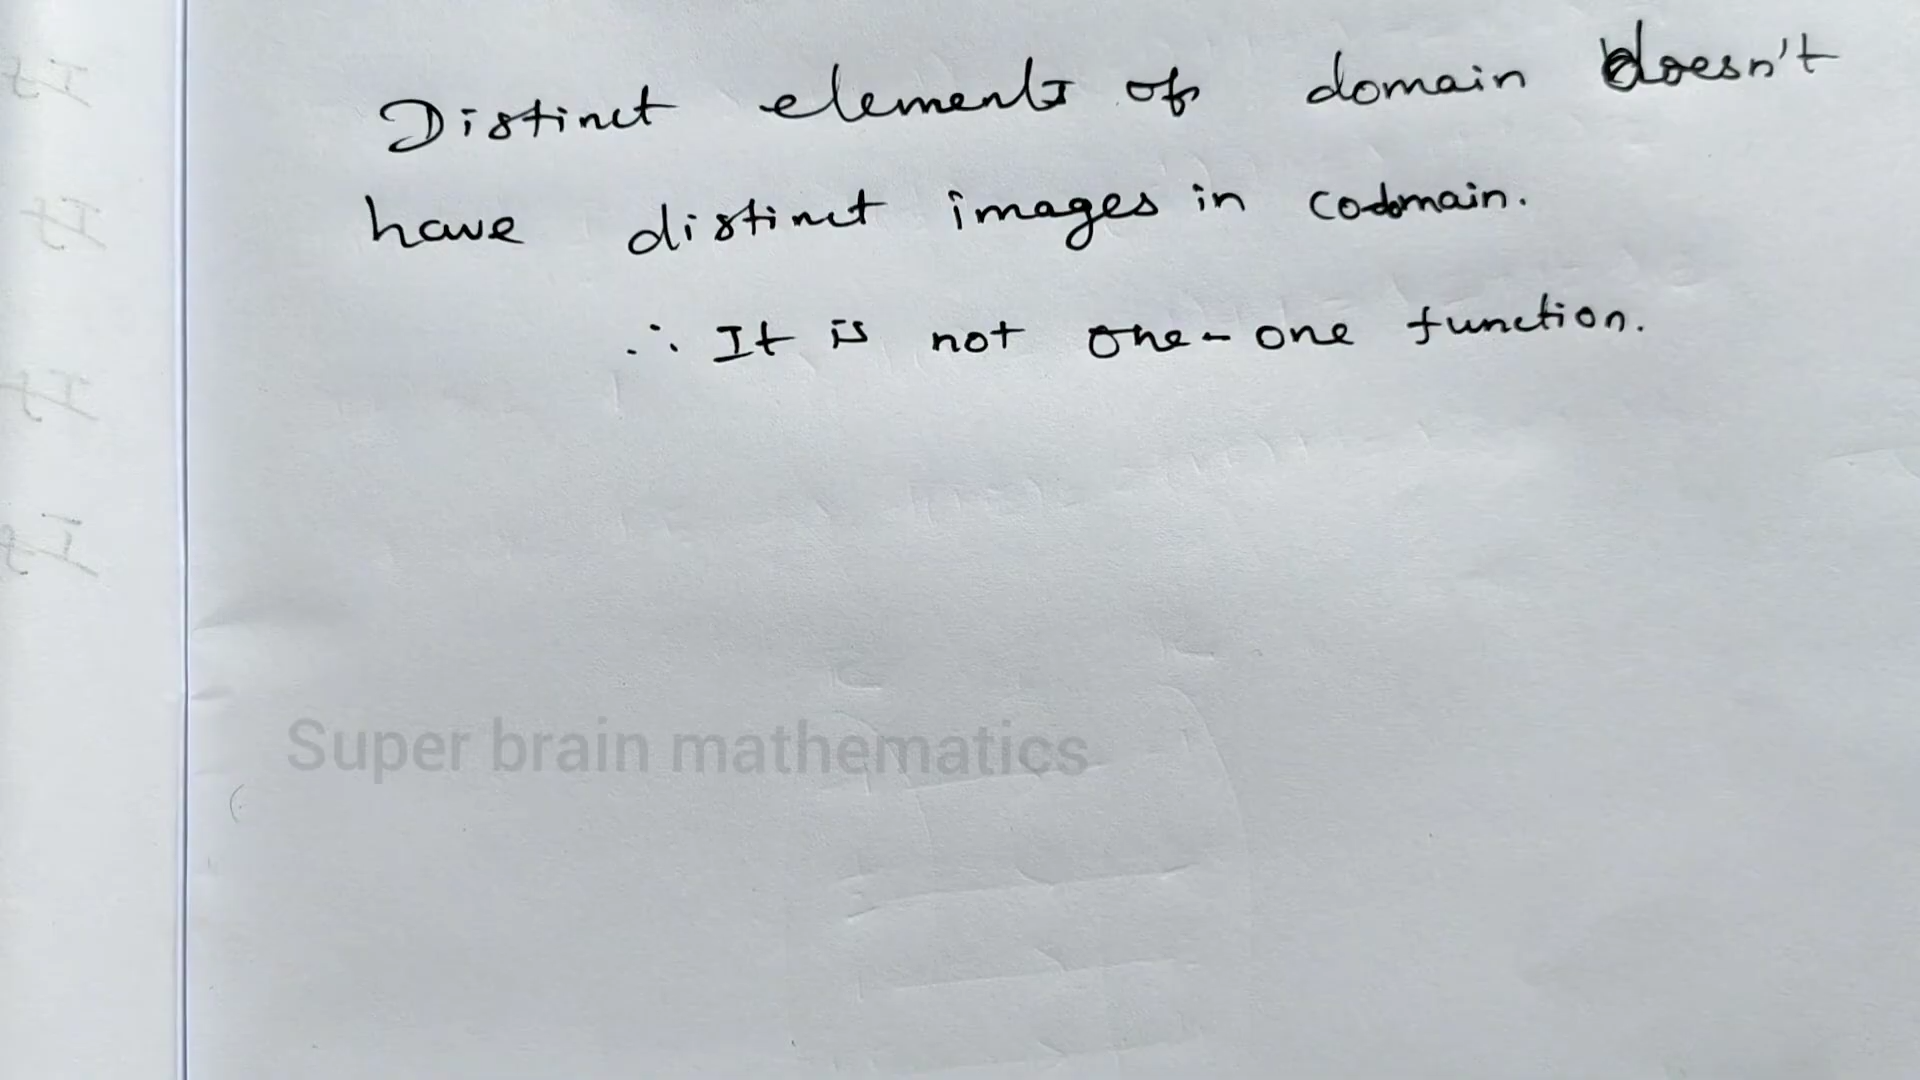 Distinct elements of domain doesn't
have distinct images in codomain.
∴ It is not one-one function.
Super brain mathematics